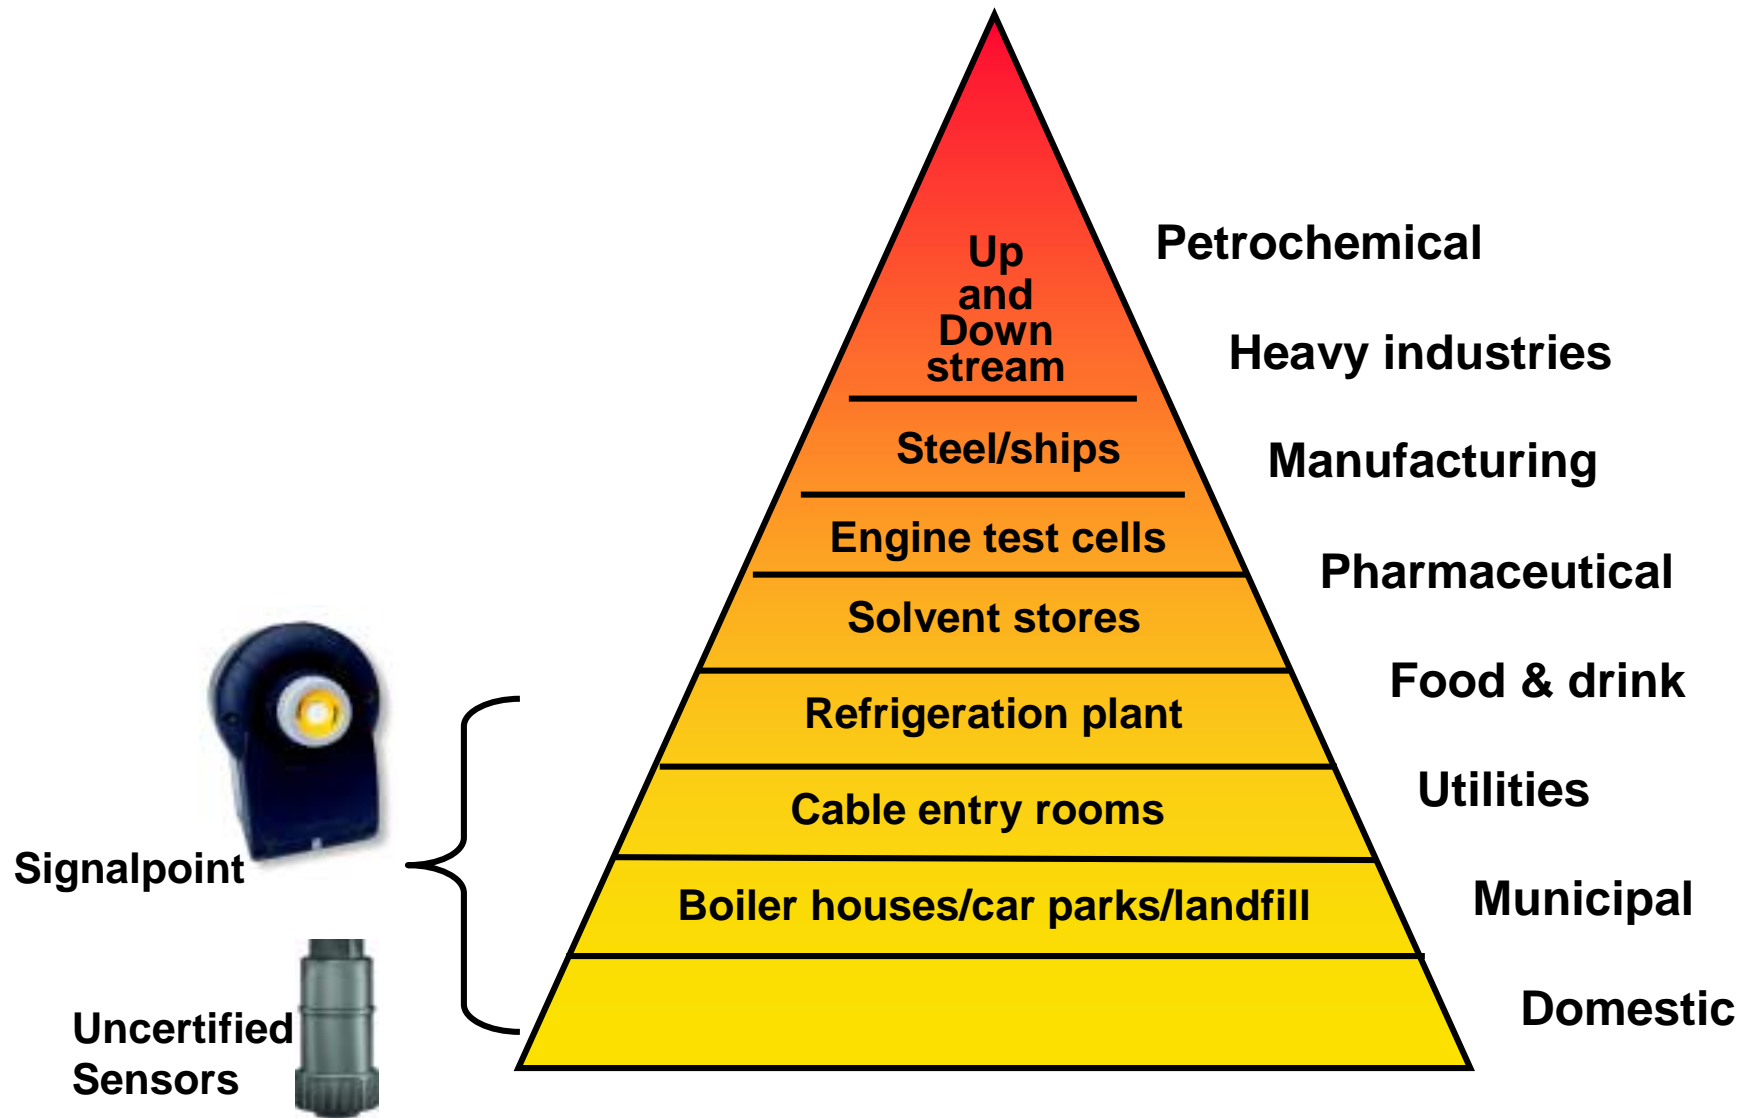 Up
and
Down
stream
Petrochemical
Heavy industries
Steel/ships
Manufacturing
Engine test cells
Pharmaceutical
Solvent stores
Food & drink
Refrigeration plant
Utilities
Cable entry rooms
Signalpoint
Municipal
Boiler houses/car parks/landfill
Domestic
Uncertified
Sensors